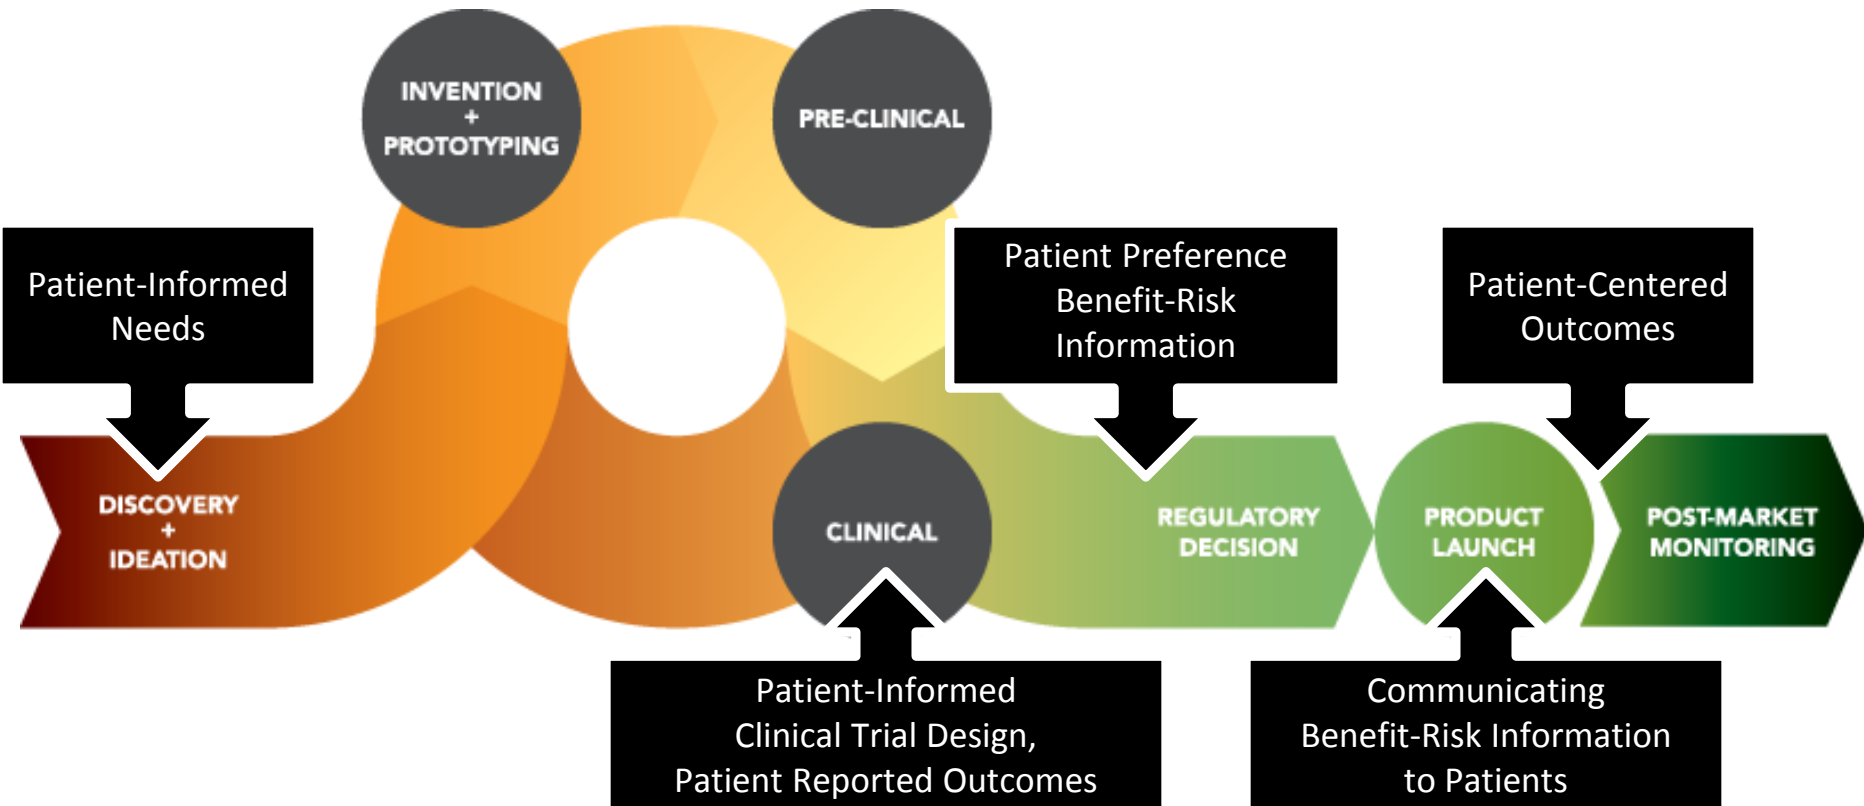 INVENTION
+
PROTOTYPING
PRE-CLINICAL
Patient-Informed
Needs
Patient Preference
Benefit-Risk
Information
Patient-Centered
Outcomes
DISCOVERY
+
IDEATION
CLINICAL
REGULATORY
DECISION
PRODUCT
LAUNCH
POST-MARKET
MONITORING
Patient-Informed
Clinical Trial Design,
Patient Reported Outcomes
Communicating
Benefit-Risk Information
to Patients